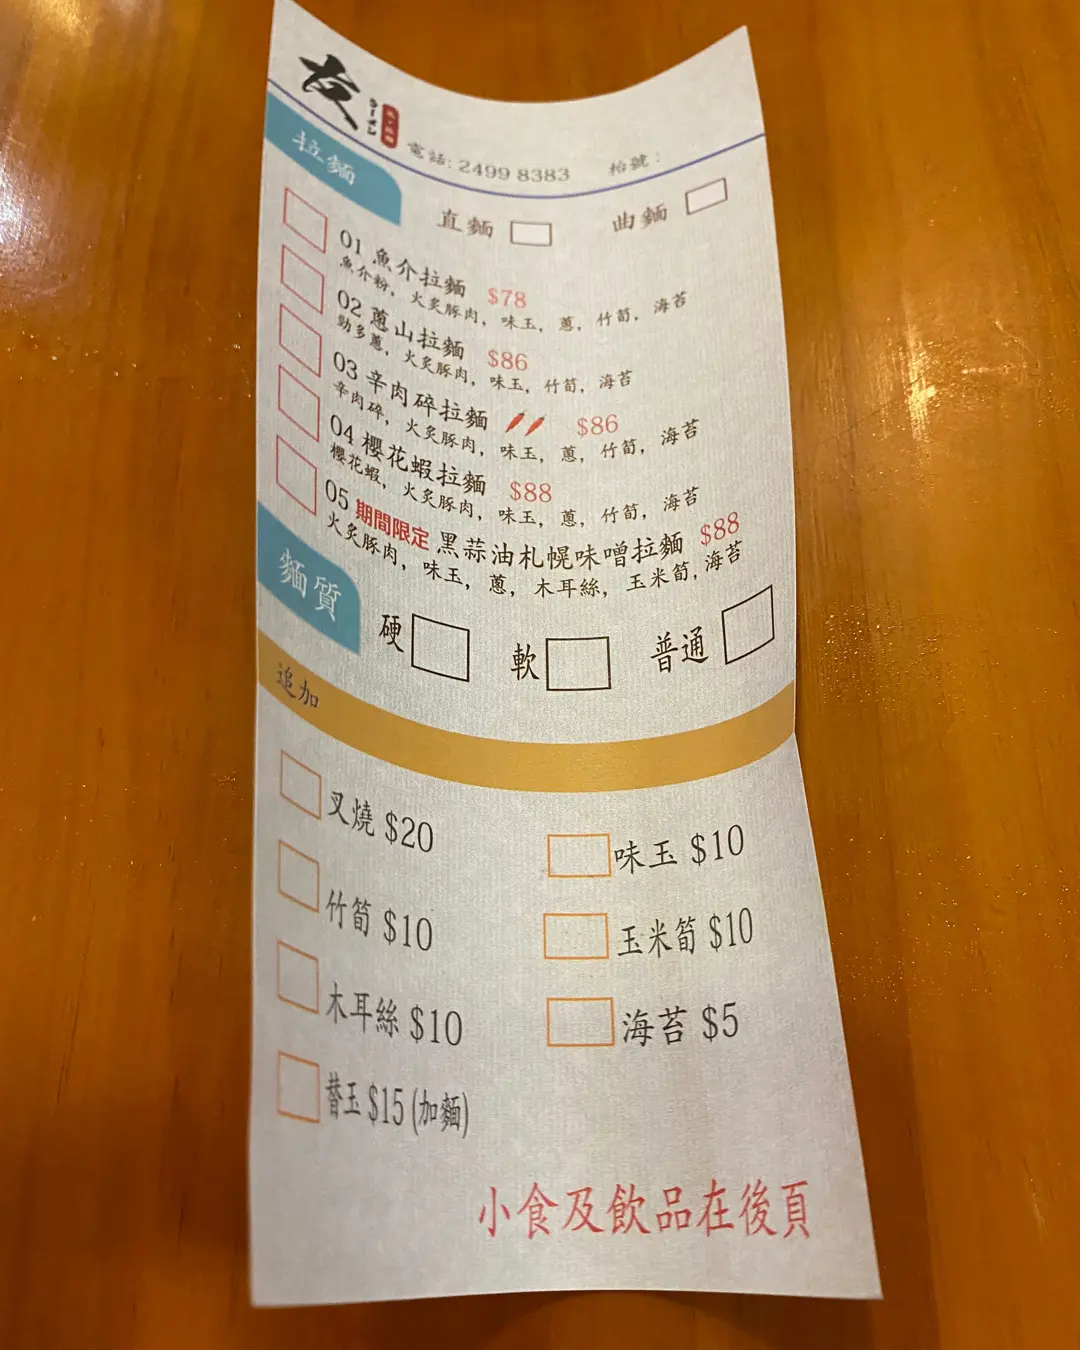 友
ラーメン
電話: 2499 8383 枱號:
拉麵
直麵 曲麵
01 魚介拉麵 $78
魚介粉, 火炙豚肉, 味玉, 蔥, 竹筍, 海苔
02 蔥山拉麵 $86
勁多蔥, 火炙豚肉, 味玉, 竹筍, 海苔
03 辛肉碎拉麵 $86
辛肉碎, 火炙豚肉, 味玉, 蔥, 竹筍, 海苔
04 櫻花蝦拉麵 $88
櫻花蝦, 火炙豚肉, 味玉, 蔥, 竹筍, 海苔
05 期間限定 黑蒜油札幌味噌拉麵 $88
火炙豚肉, 味玉, 蔥, 木耳絲, 玉米筍, 海苔
麵質
硬 軟 普通
追加
叉燒 $20 味玉 $10
竹筍 $10 玉米筍 $10
木耳絲 $10 海苔 $5
替玉 $15 (加麵)
小食及飲品在後頁